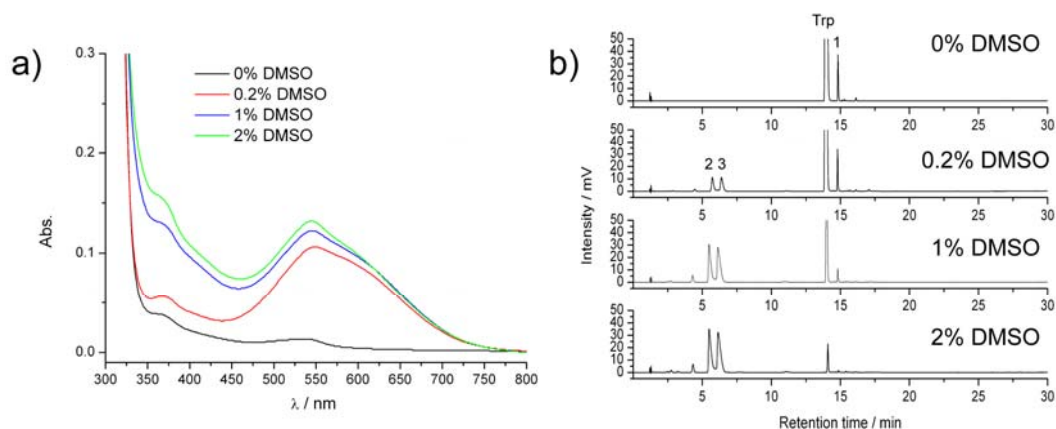 a)
0% DMSO
0.2% DMSO
1% DMSO
2% DMSO
Abs.
0.3
0.2
0.1
0.0
300 350 400 450 500 550 600 650 700 750 800
λ / nm
b)
Trp
1
0% DMSO
50
40
30
20
10
0
5 10 15 20 25 30
2 3
0.2% DMSO
50
40
30
20
10
0
5 10 15 20 25 30
1% DMSO
50
40
30
20
10
0
5 10 15 20 25 30
2% DMSO
50
40
30
20
10
0
5 10 15 20 25 30
Intensity / mV
Retention time / min